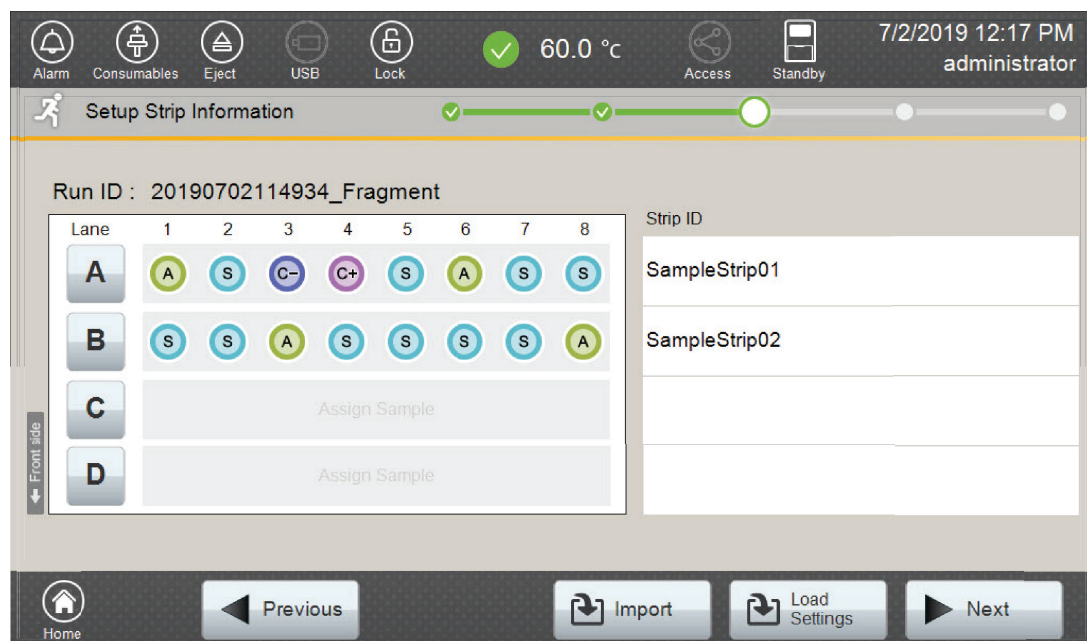 Alarm Consumables Eject USB Lock 60.0 °C Access Standby 7/2/2019 12:17 PM
administrator
Setup Strip Information
Run ID : 20190702114934_Fragment
Lane 1 2 3 4 5 6 7 8 Strip ID
A A S C- C+ S A S S SampleStrip01
B S S A S S S S A SampleStrip02
C Assign Sample
D Assign Sample
Front side
Home Previous Import Load Settings Next